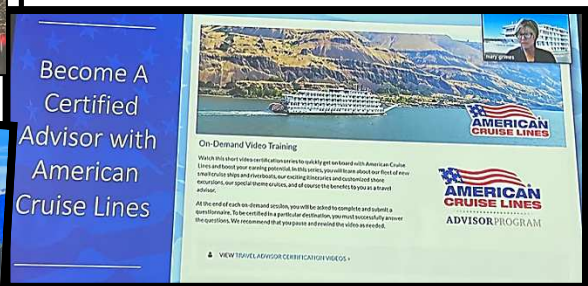 Become A
Certified
Advisor with
American
Cruise Lines
mary grimes
AMERICAN
CRUISE LINES
On-Demand Video Training
Watch this short video certification series to quickly get on board with American Cruise
Lines and boost your earning potential. In this series, you will learn about our fleet of new
small cruise ships and riverboats, our exciting itineraries and customized shore
excursions, our special theme cruises, and of course the benefits to you as a travel
advisor.
At the end of each on-demand session, you will be asked to complete and submit a
questionnaire. To be certified in a particular destination, you must successfully answer
the questions. We recommend that you pause and rewind the video as needed.
AMERICAN
CRUISE LINES
ADVISORPROGRAM
VIEW TRAVEL ADVISOR CERTIFICATION VIDEOS ›